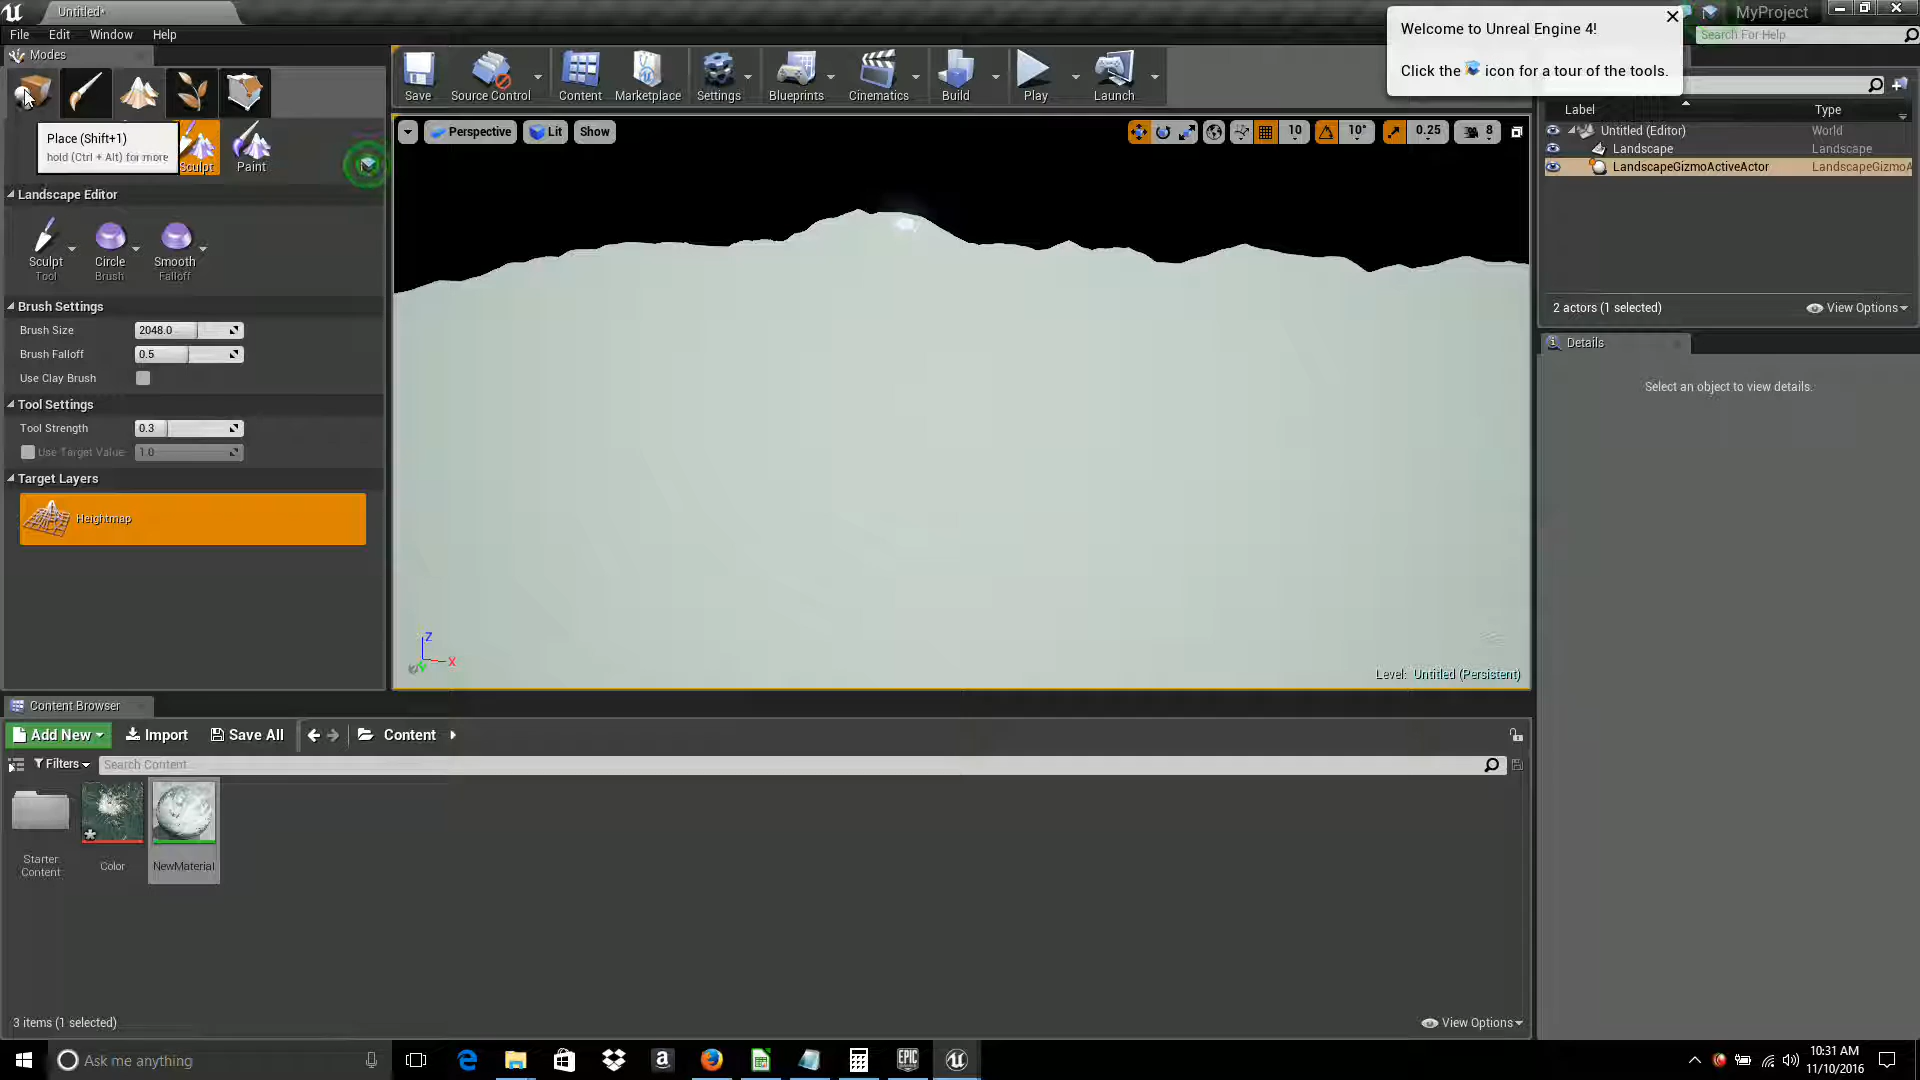 Untitled*
MyProject
File Edit Window Help
Search For Help
Welcome to Unreal Engine 4!
Click the icon for a tour of the tools.
Modes
Place (Shift+1)
hold (Ctrl + Alt) for more
Sculpt
Paint
Save
Source Control
Content
Marketplace
Settings
Blueprints
Cinematics
Build
Play
Launch
Perspective
Lit
Show
10
10°
0.25
8
Label
Type
Untitled (Editor) World
Landscape Landscape
LandscapeGizmoActiveActor LandscapeGizmoA
2 actors (1 selected)
View Options
Details
Select an object to view details.
Landscape Editor
Sculpt
Tool
Circle
Brush
Smooth
Falloff
Brush Settings
Brush Size 2048.0
Brush Falloff 0.5
Use Clay Brush
Tool Settings
Tool Strength 0.3
Use Target Value 1.0
Target Layers
Heightmap
Z
X
Y
Level: Untitled (Persistent)
Content Browser
Add New
Import
Save All
Content
Filters
Search Content
Starter
Content
Color
NewMaterial
3 items (1 selected)
View Options
Ask me anything
EPIC
10:31 AM
11/10/2016